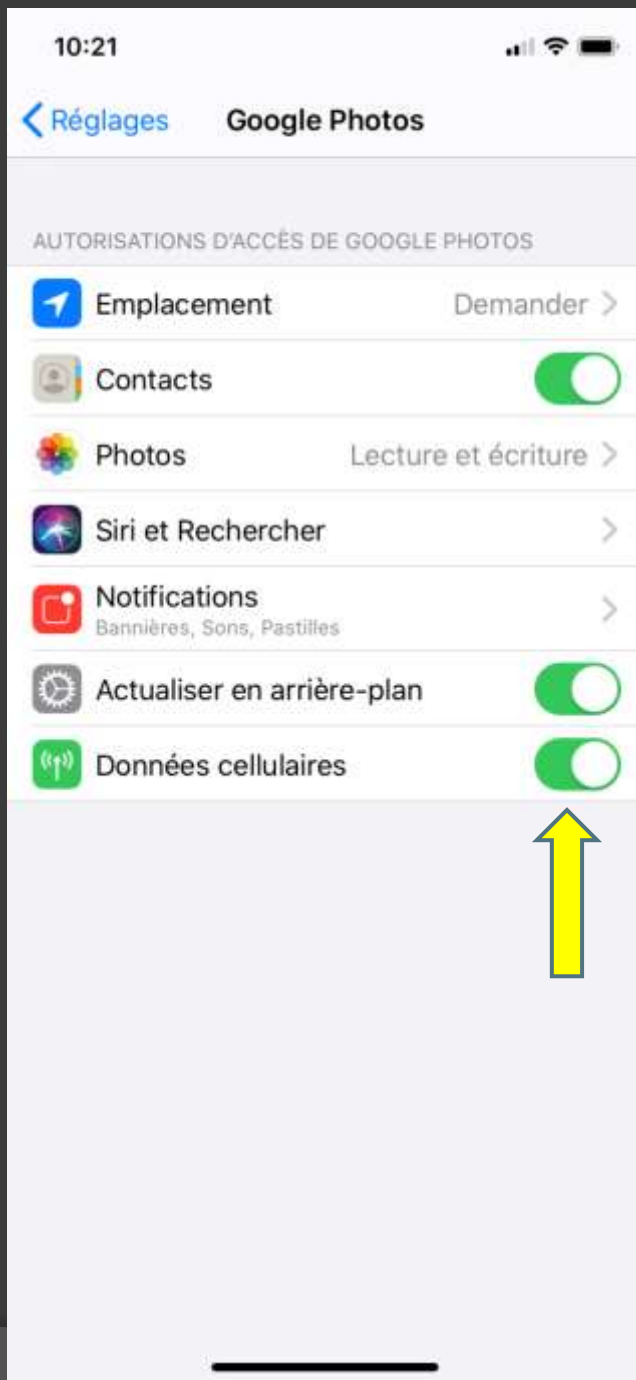 10:21
Réglages
Google Photos
AUTORISATIONS D'ACCÈS DE GOOGLE PHOTOS
Emplacement Demander
Contacts
Photos Lecture et écriture
Siri et Rechercher
Notifications
Bannières, Sons, Pastilles
Actualiser en arrière-plan
Données cellulaires